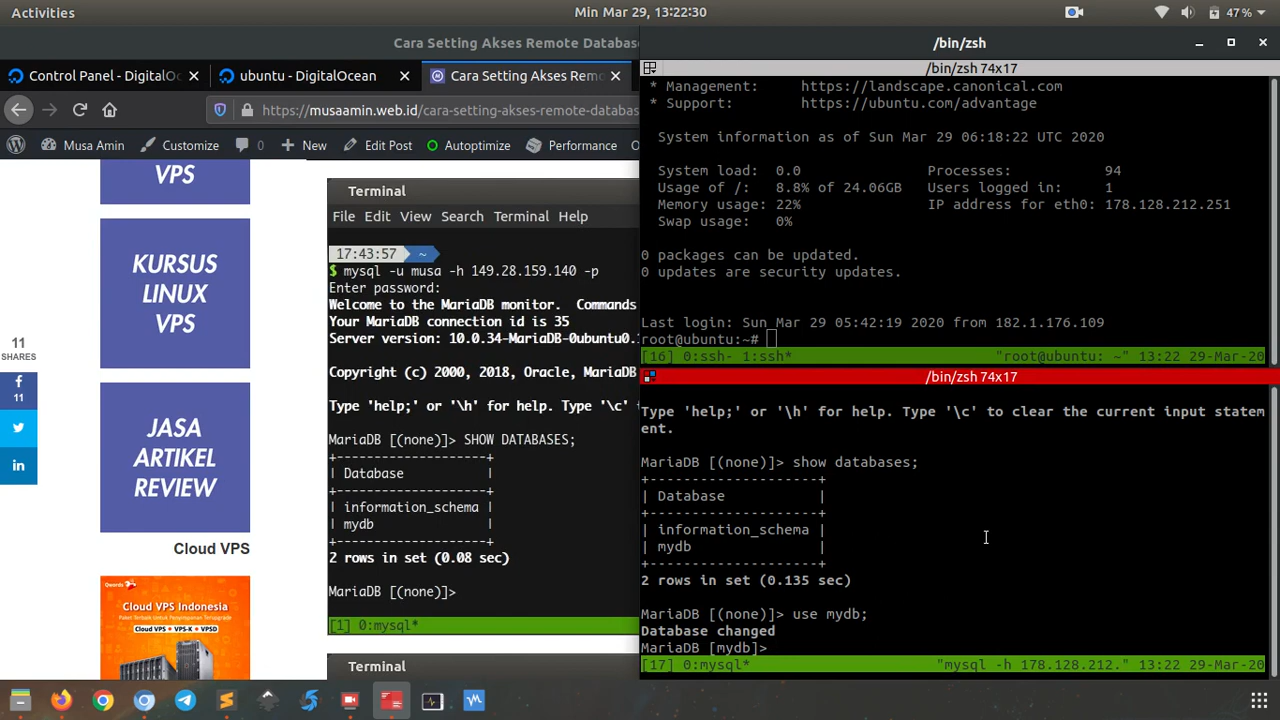 Activities
Min Mar 29, 13:22:30
47 %
Cara Setting Akses Remote Database
Control Panel - DigitalOc
ubuntu - DigitalOcean
Cara Setting Akses Rem
https://musaamin.web.id/cara-setting-akses-remote-databas
Musa Amin
Customize
0
New
Edit Post
Autoptimize
Performance
VPS
KURSUS
LINUX
VPS
JASA
ARTIKEL
REVIEW
11
SHARES
11
Cloud VPS
Qwords
Cloud VPS Indonesia
Cloud VPS • VPS-K • VPSD
Terminal
File Edit View Search Terminal Help
17:43:57 ~
$ mysql -u musa -h 149.28.159.140 -p
Enter password:
Welcome to the MariaDB monitor.  Commands
Your MariaDB connection id is 35
Server version: 10.0.34-MariaDB-0ubuntu0.
Copyright (c) 2000, 2018, Oracle, MariaDB
Type 'help;' or '\h' for help. Type '\c' t
MariaDB [(none)]> SHOW DATABASES;
+--------------------+
| Database           |
+--------------------+
| information_schema |
| mydb               |
+--------------------+
2 rows in set (0.08 sec)
MariaDB [(none)]>
[1] 0:mysql*
Terminal
/bin/zsh
/bin/zsh 74x17
* Management:     https://landscape.canonical.com
* Support:        https://ubuntu.com/advantage
System information as of Sun Mar 29 06:18:22 UTC 2020
System load:  0.0               Processes:           94
Usage of /:   8.8% of 24.06GB   Users logged in:     1
Memory usage: 22%               IP address for eth0: 178.128.212.251
Swap usage:   0%
0 packages can be updated.
0 updates are security updates.
Last login: Sun Mar 29 05:42:19 2020 from 182.1.176.109
root@ubuntu:~#
[16] 0:ssh- 1:ssh* "root@ubuntu: ~" 13:22 29-Mar-20
/bin/zsh 74x17
Type 'help;' or '\h' for help. Type '\c' to clear the current input statem
ent.
MariaDB [(none)]> show databases;
+--------------------+
| Database           |
+--------------------+
| information_schema |
| mydb               |
+--------------------+
2 rows in set (0.135 sec)
MariaDB [(none)]> use mydb;
Database changed
MariaDB [mydb]>
[17] 0:mysql* "mysql -h 178.128.212." 13:22 29-Mar-20